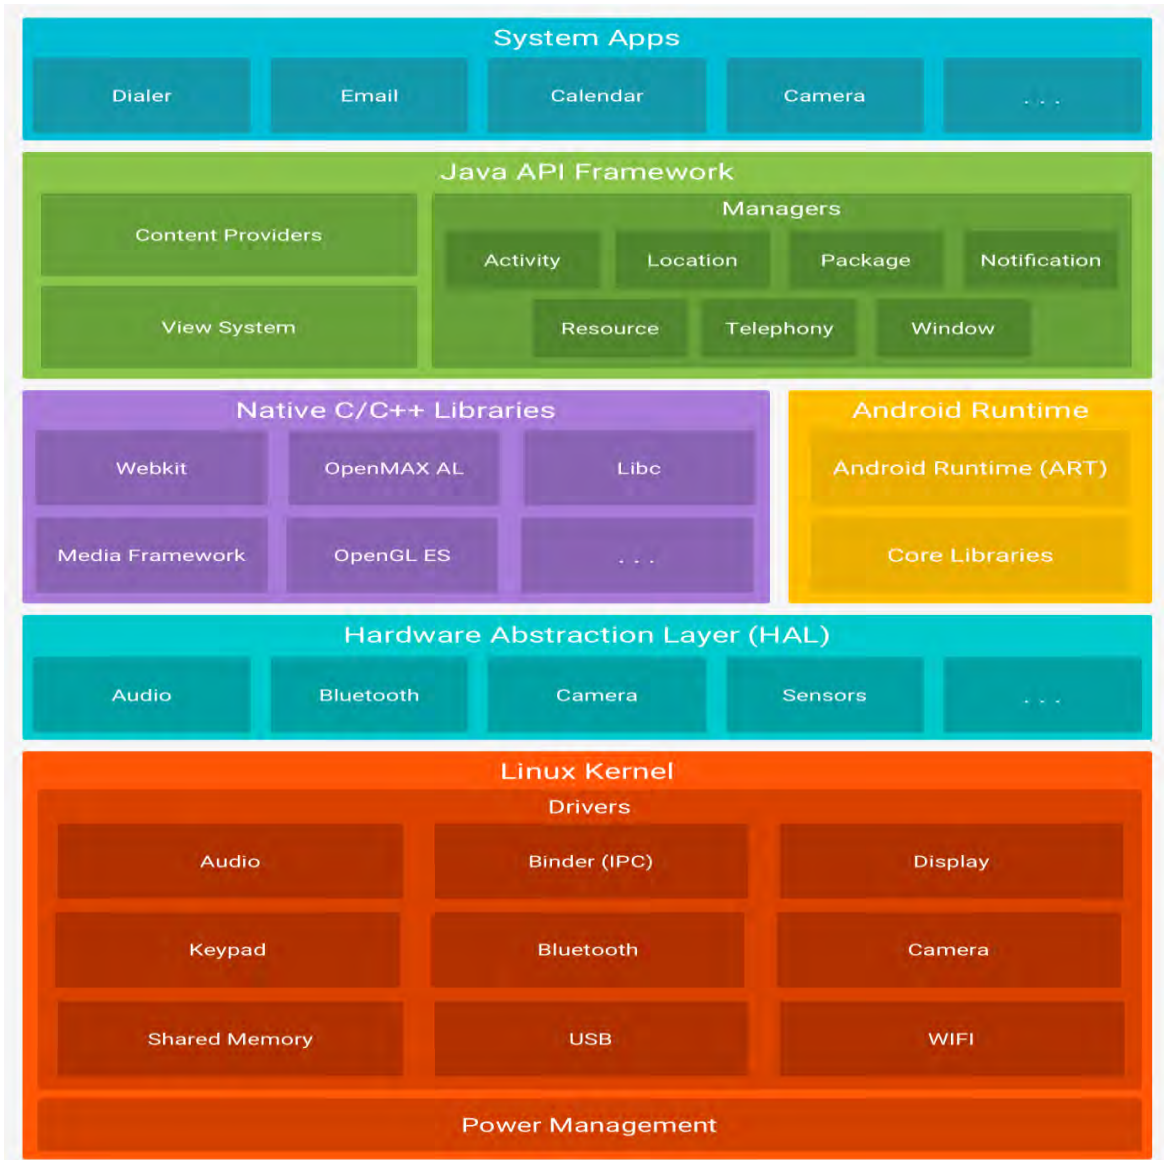 System Apps
Dialer
Email
Calendar
Camera
. . .
Java API Framework
Content Providers
View System
Managers
Activity
Location
Package
Notification
Resource
Telephony
Window
Native C/C++ Libraries
Webkit
OpenMAX AL
Libc
Media Framework
OpenGL ES
. . .
Android Runtime
Android Runtime (ART)
Core Libraries
Hardware Abstraction Layer (HAL)
Audio
Bluetooth
Camera
Sensors
. . .
Linux Kernel
Drivers
Audio
Binder (IPC)
Display
Keypad
Bluetooth
Camera
Shared Memory
USB
WIFI
Power Management